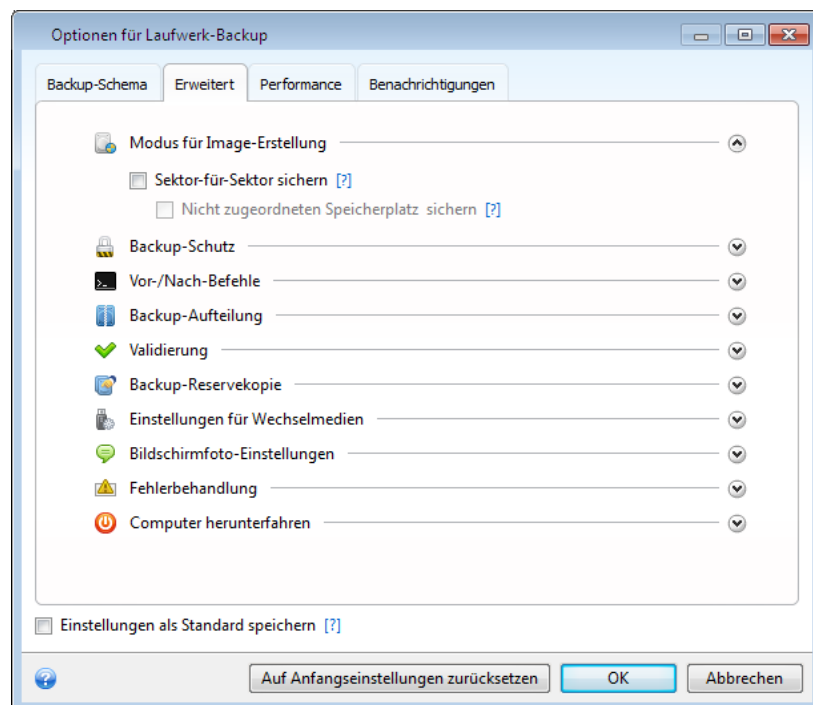 Optionen für Laufwerk-Backup
Backup-Schema Erweitert Performance Benachrichtigungen
Modus für Image-Erstellung
Sektor-für-Sektor sichern [?]
Nicht zugeordneten Speicherplatz sichern [?]
Backup-Schutz
Vor-/Nach-Befehle
Backup-Aufteilung
Validierung
Backup-Reservekopie
Einstellungen für Wechselmedien
Bildschirmfoto-Einstellungen
Fehlerbehandlung
Computer herunterfahren
Einstellungen als Standard speichern [?]
Auf Anfangseinstellungen zurücksetzen OK Abbrechen